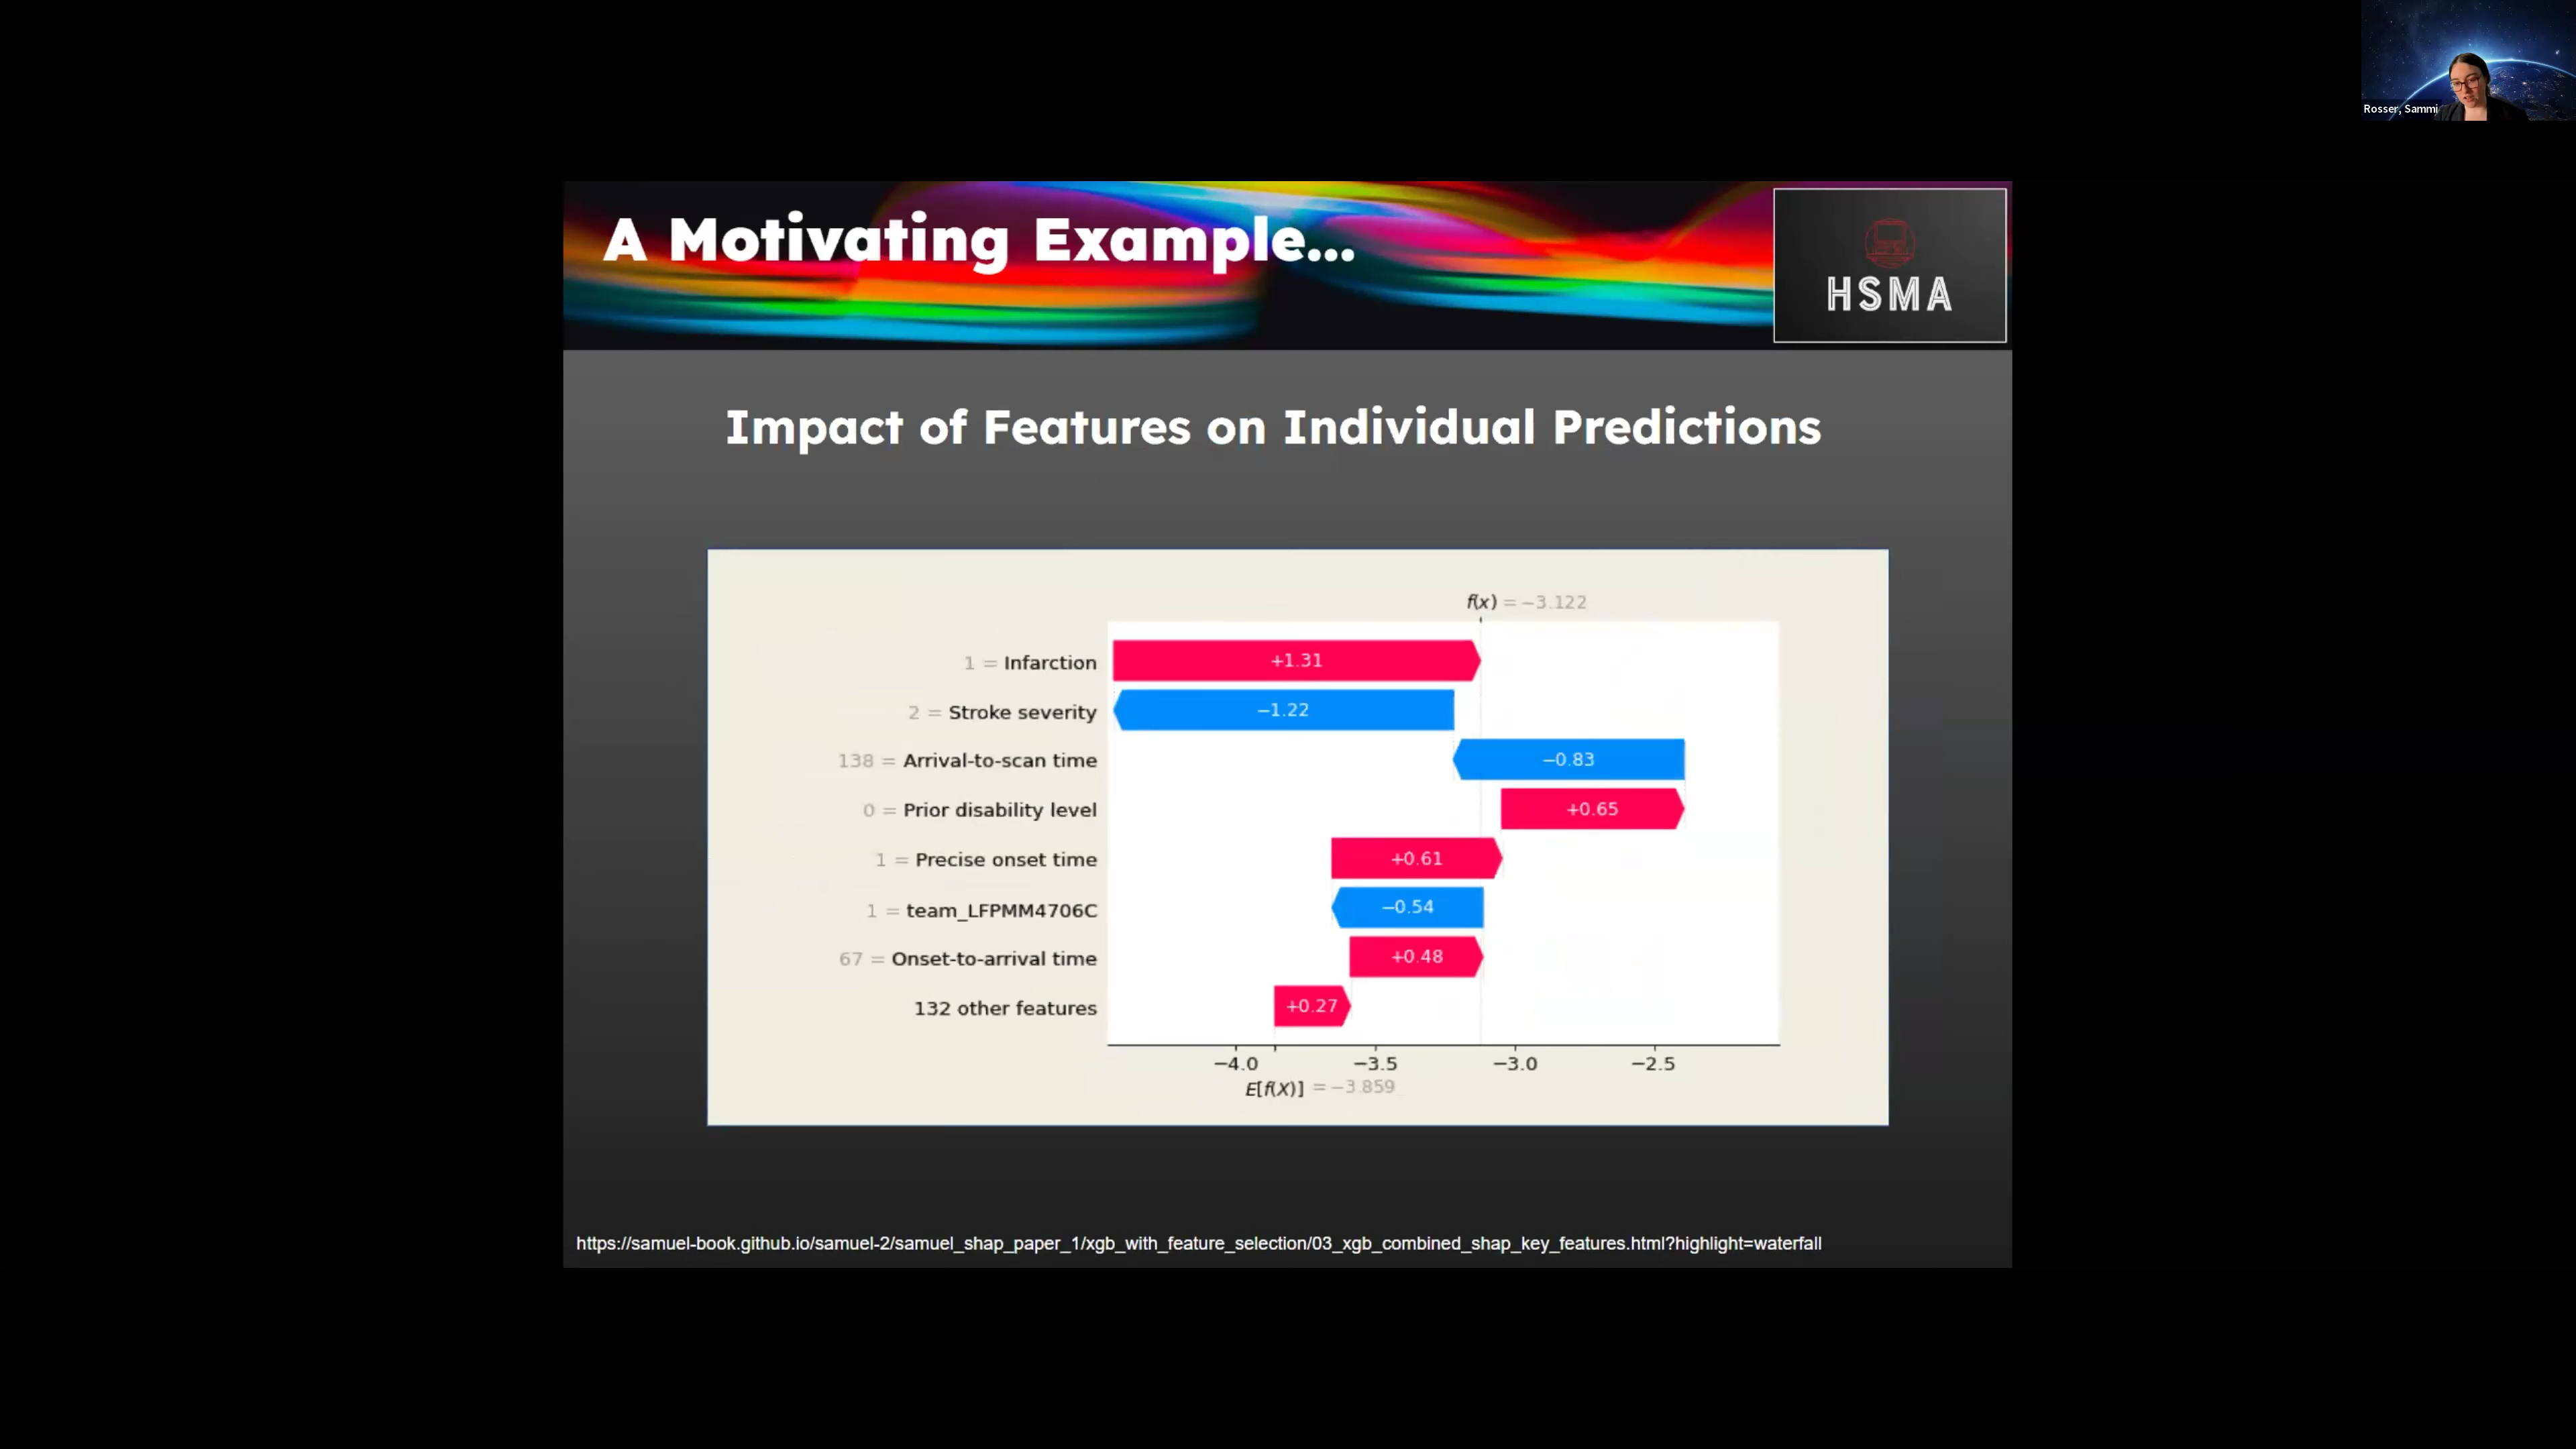 Rosser, Sammi
A Motivating Example...
HSMA
Impact of Features on Individual Predictions
f(x) = −3.122
1 = Infarction +1.31
2 = Stroke severity −1.22
138 = Arrival-to-scan time −0.83
0 = Prior disability level +0.65
1 = Precise onset time +0.61
1 = team_LFPMM4706C −0.54
67 = Onset-to-arrival time +0.48
132 other features +0.27
−4.0 −3.5 −3.0 −2.5
E[f(X)] = −3.859
https://samuel-book.github.io/samuel-2/samuel_shap_paper_1/xgb_with_feature_selection/03_xgb_combined_shap_key_features.html?highlight=waterfall